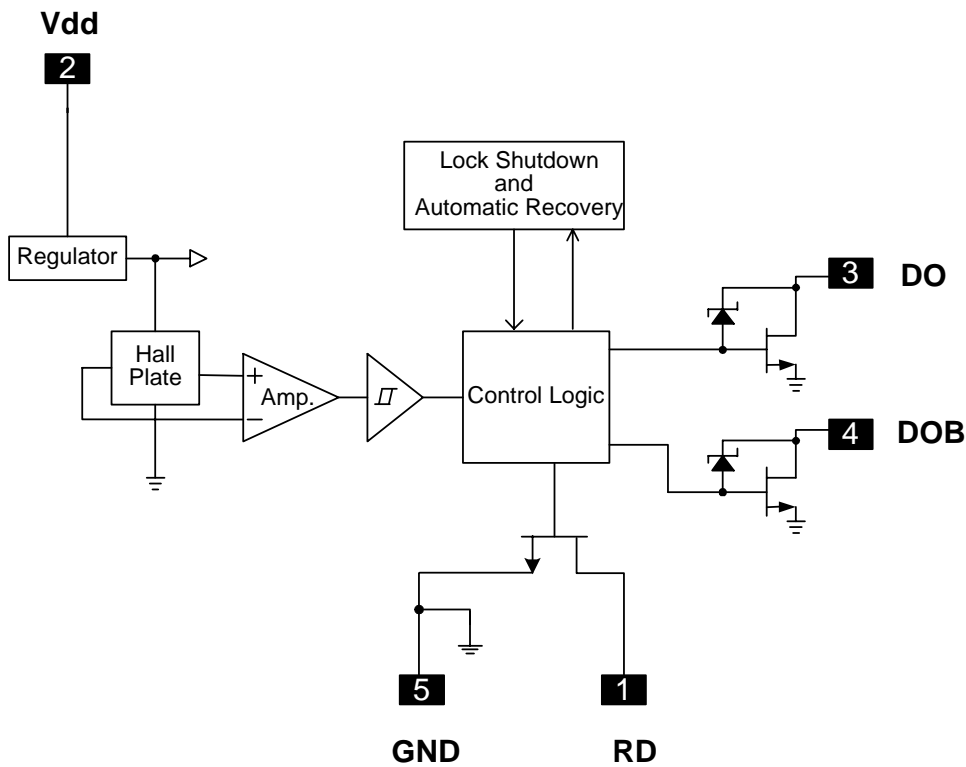 Vdd
2
Lock Shutdown
and
Automatic Recovery
Regulator
3 DO
Hall
Plate
+
Amp.
−
Control Logic
4 DOB
5
1
GND
RD